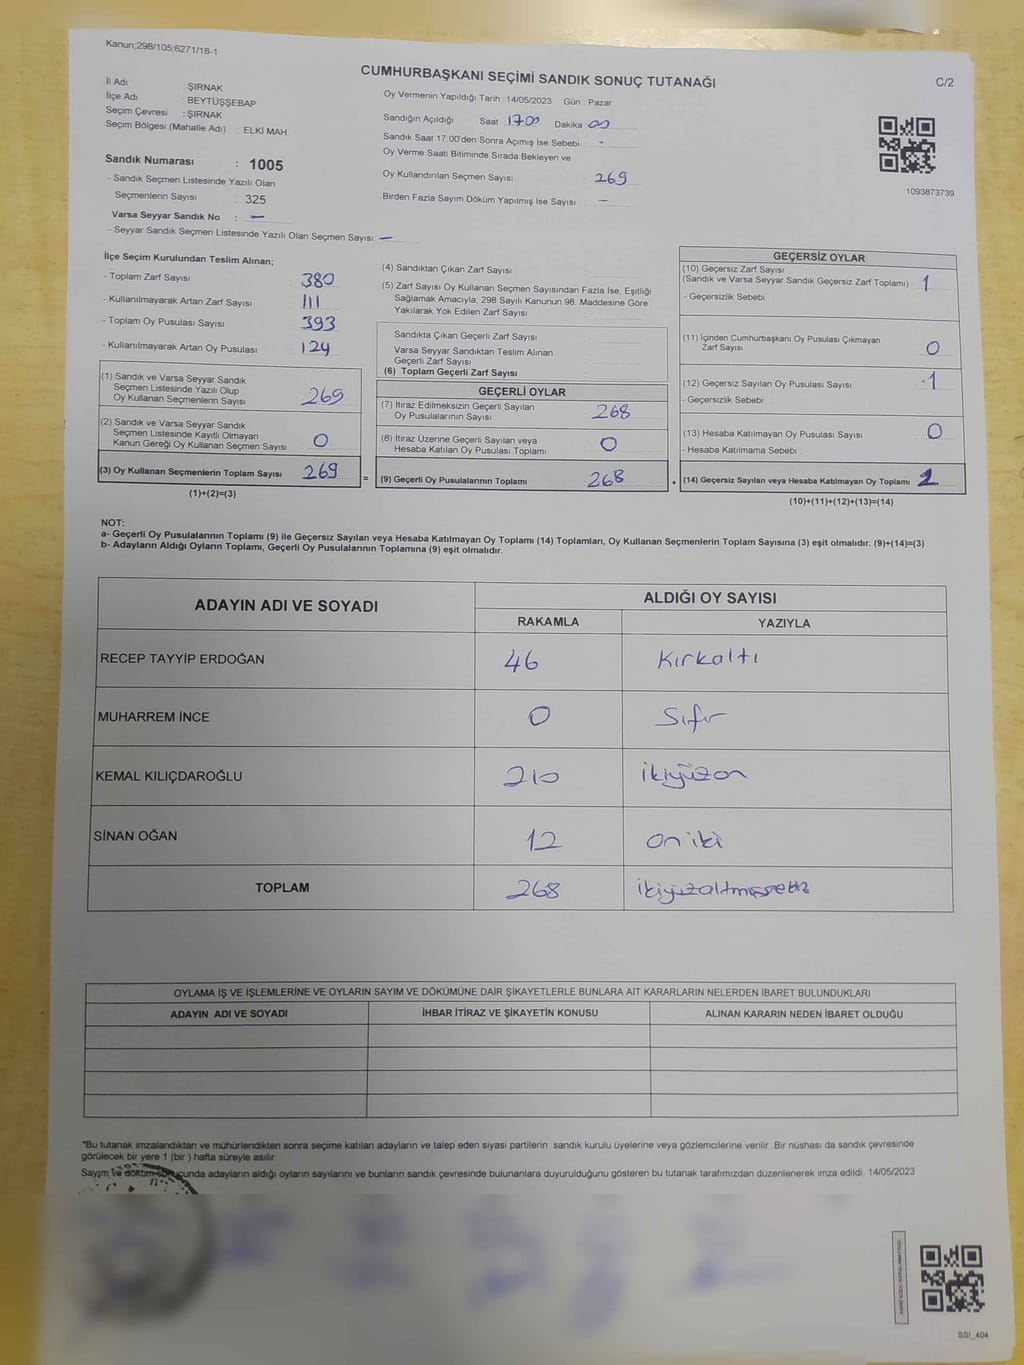 Kanun;298/105;6271/18-1
CUMHURBAŞKANI SEÇİMİ SANDIK SONUÇ TUTANAĞI
C/2
İl Adı ŞIRNAK
İlçe Adı BEYTÜŞŞEBAP
Seçim Çevresi : ŞIRNAK
Seçim Bölgesi (Mahalle Adı) : ELKİ MAH.
Sandık Numarası : 1005
- Sandık Seçmen Listesinde Yazılı Olan
Seçmenlerin Sayısı : 325
Varsa Seyyar Sandık No : -
- Seyyar Sandık Seçmen Listesinde Yazılı Olan Seçmen Sayısı: -
Oy Vermenin Yapıldığı Tarih : 14/05/2023 Gün : Pazar
Sandığın Açıldığı Saat : 1700 Dakika : 00
Sandık Saat 17:00'den Sonra Açımış İse Sebebi : -
Oy Verme Saati Bitiminde Sırada Bekleyen ve
Oy Kullandırılan Seçmen Sayısı : 269
Birden Fazla Sayım Döküm Yapılmış İse Sayısı : -
1093873739
İlçe Seçim Kurulundan Teslim Alınan;
- Toplam Zarf Sayısı : 380
- Kullanılmayarak Artan Zarf Sayısı : 111
- Toplam Oy Pusulası Sayısı : 393
- Kullanılmayarak Artan Oy Pusulası : 124
(1) Sandık ve Varsa Seyyar Sandık
Seçmen Listesinde Yazılı Olup
Oy Kullanan Seçmenlerin Sayısı 269
(2) Sandık ve Varsa Seyyar Sandık
Seçmen Listesinde Kayıtlı Olmayan
Kanun Gereği Oy Kullanan Seçmen Sayısı 0
(3) Oy Kullanan Seçmenlerin Toplam Sayısı 269 =
(1)+(2)=(3)
(4) Sandıktan Çıkan Zarf Sayısı :
(5) Zarf Sayısı Oy Kullanan Seçmen Sayısından Fazla İse, Eşitliği
Sağlamak Amacıyla, 298 Sayılı Kanunun 98. Maddesine Göre
Yakılarak Yok Edilen Zarf Sayısı
Sandıkta Çıkan Geçerli Zarf Sayısı :
Varsa Seyyar Sandıktan Teslim Alınan
Geçerli Zarf Sayısı
(6) Toplam Geçerli Zarf Sayısı
GEÇERLİ OYLAR
(7) İtiraz Edilmeksizin Geçerli Sayılan
Oy Pusulalarının Sayısı 268
(8) İtiraz Üzerine Geçerli Sayılan veya
Hesaba Katılan Oy Pusulası Toplamı 0
(9) Geçerli Oy Pusulalarının Toplamı 268 +
GEÇERSİZ OYLAR
(10) Geçersiz Zarf Sayısı
(Sandık ve Varsa Seyyar Sandık Geçersiz Zarf Toplamı) : 1
- Geçersizlik Sebebi
(11) İçinden Cumhurbaşkanı Oy Pusulası Çıkmayan
Zarf Sayısı 0
(12) Geçersiz Sayılan Oy Pusulası Sayısı 1
- Geçersizlik Sebebi
(13) Hesaba Katılmayan Oy Pusulası Sayısı 0
- Hesaba Katılmama Sebebi
(14) Geçersiz Sayılan veya Hesaba Katılmayan Oy Toplamı
(10)+(11)+(12)+(13)=(14)
NOT:
a- Geçerli Oy Pusulalarının Toplamı (9) ile Geçersiz Sayılan veya Hesaba Katılmayan Oy Toplamı (14) Toplamları, Oy Kullanan Seçmenlerin Toplam Sayısına (3) eşit olmalıdır. (9)+(14)=(3)
b- Adayların Aldığı Oyların Toplamı, Geçerli Oy Pusulalarının Toplamına (9) eşit olmalıdır.
ADAYIN ADI VE SOYADI ALDIĞI OY SAYISI
RAKAMLA YAZIYLA
RECEP TAYYİP ERDOĞAN 46 Kırkaltı
MUHARREM İNCE 0 Sıfır
KEMAL KILIÇDAROĞLU 210 ikiyüzon
SİNAN OĞAN 12 on iki
TOPLAM 268 ikiyüzaltmışsekiz
OYLAMA İŞ VE İŞLEMLERİNE VE OYLARIN SAYIM VE DÖKÜMÜNE DAİR ŞİKAYETLERLE BUNLARA AİT KARARLARIN NELERDEN İBARET BULUNDUKLARI
ADAYIN ADI VE SOYADI İHBAR İTİRAZ VE ŞİKAYETİN KONUSU ALINAN KARARIN NEDEN İBARET OLDUĞU
*Bu tutanak imzalandıktan ve mühürlendikten sonra seçime katılan adayların ve talep eden siyasi partilerin sandık kurulu üyelerine veya gözlemcilerine verilir. Bir nüshası da sandık çevresinde
görülecek bir yere 1 (bir ) hafta süreyle asılır.
Sayım ve döküm sonucunda adayların aldığı oyların sayılarını ve bunların sandık çevresinde bulunanlara duyurulduğunu gösteren bu tutanak tarafımızdan düzenlenerek imza edildi. 14/05/2023
SSI_404